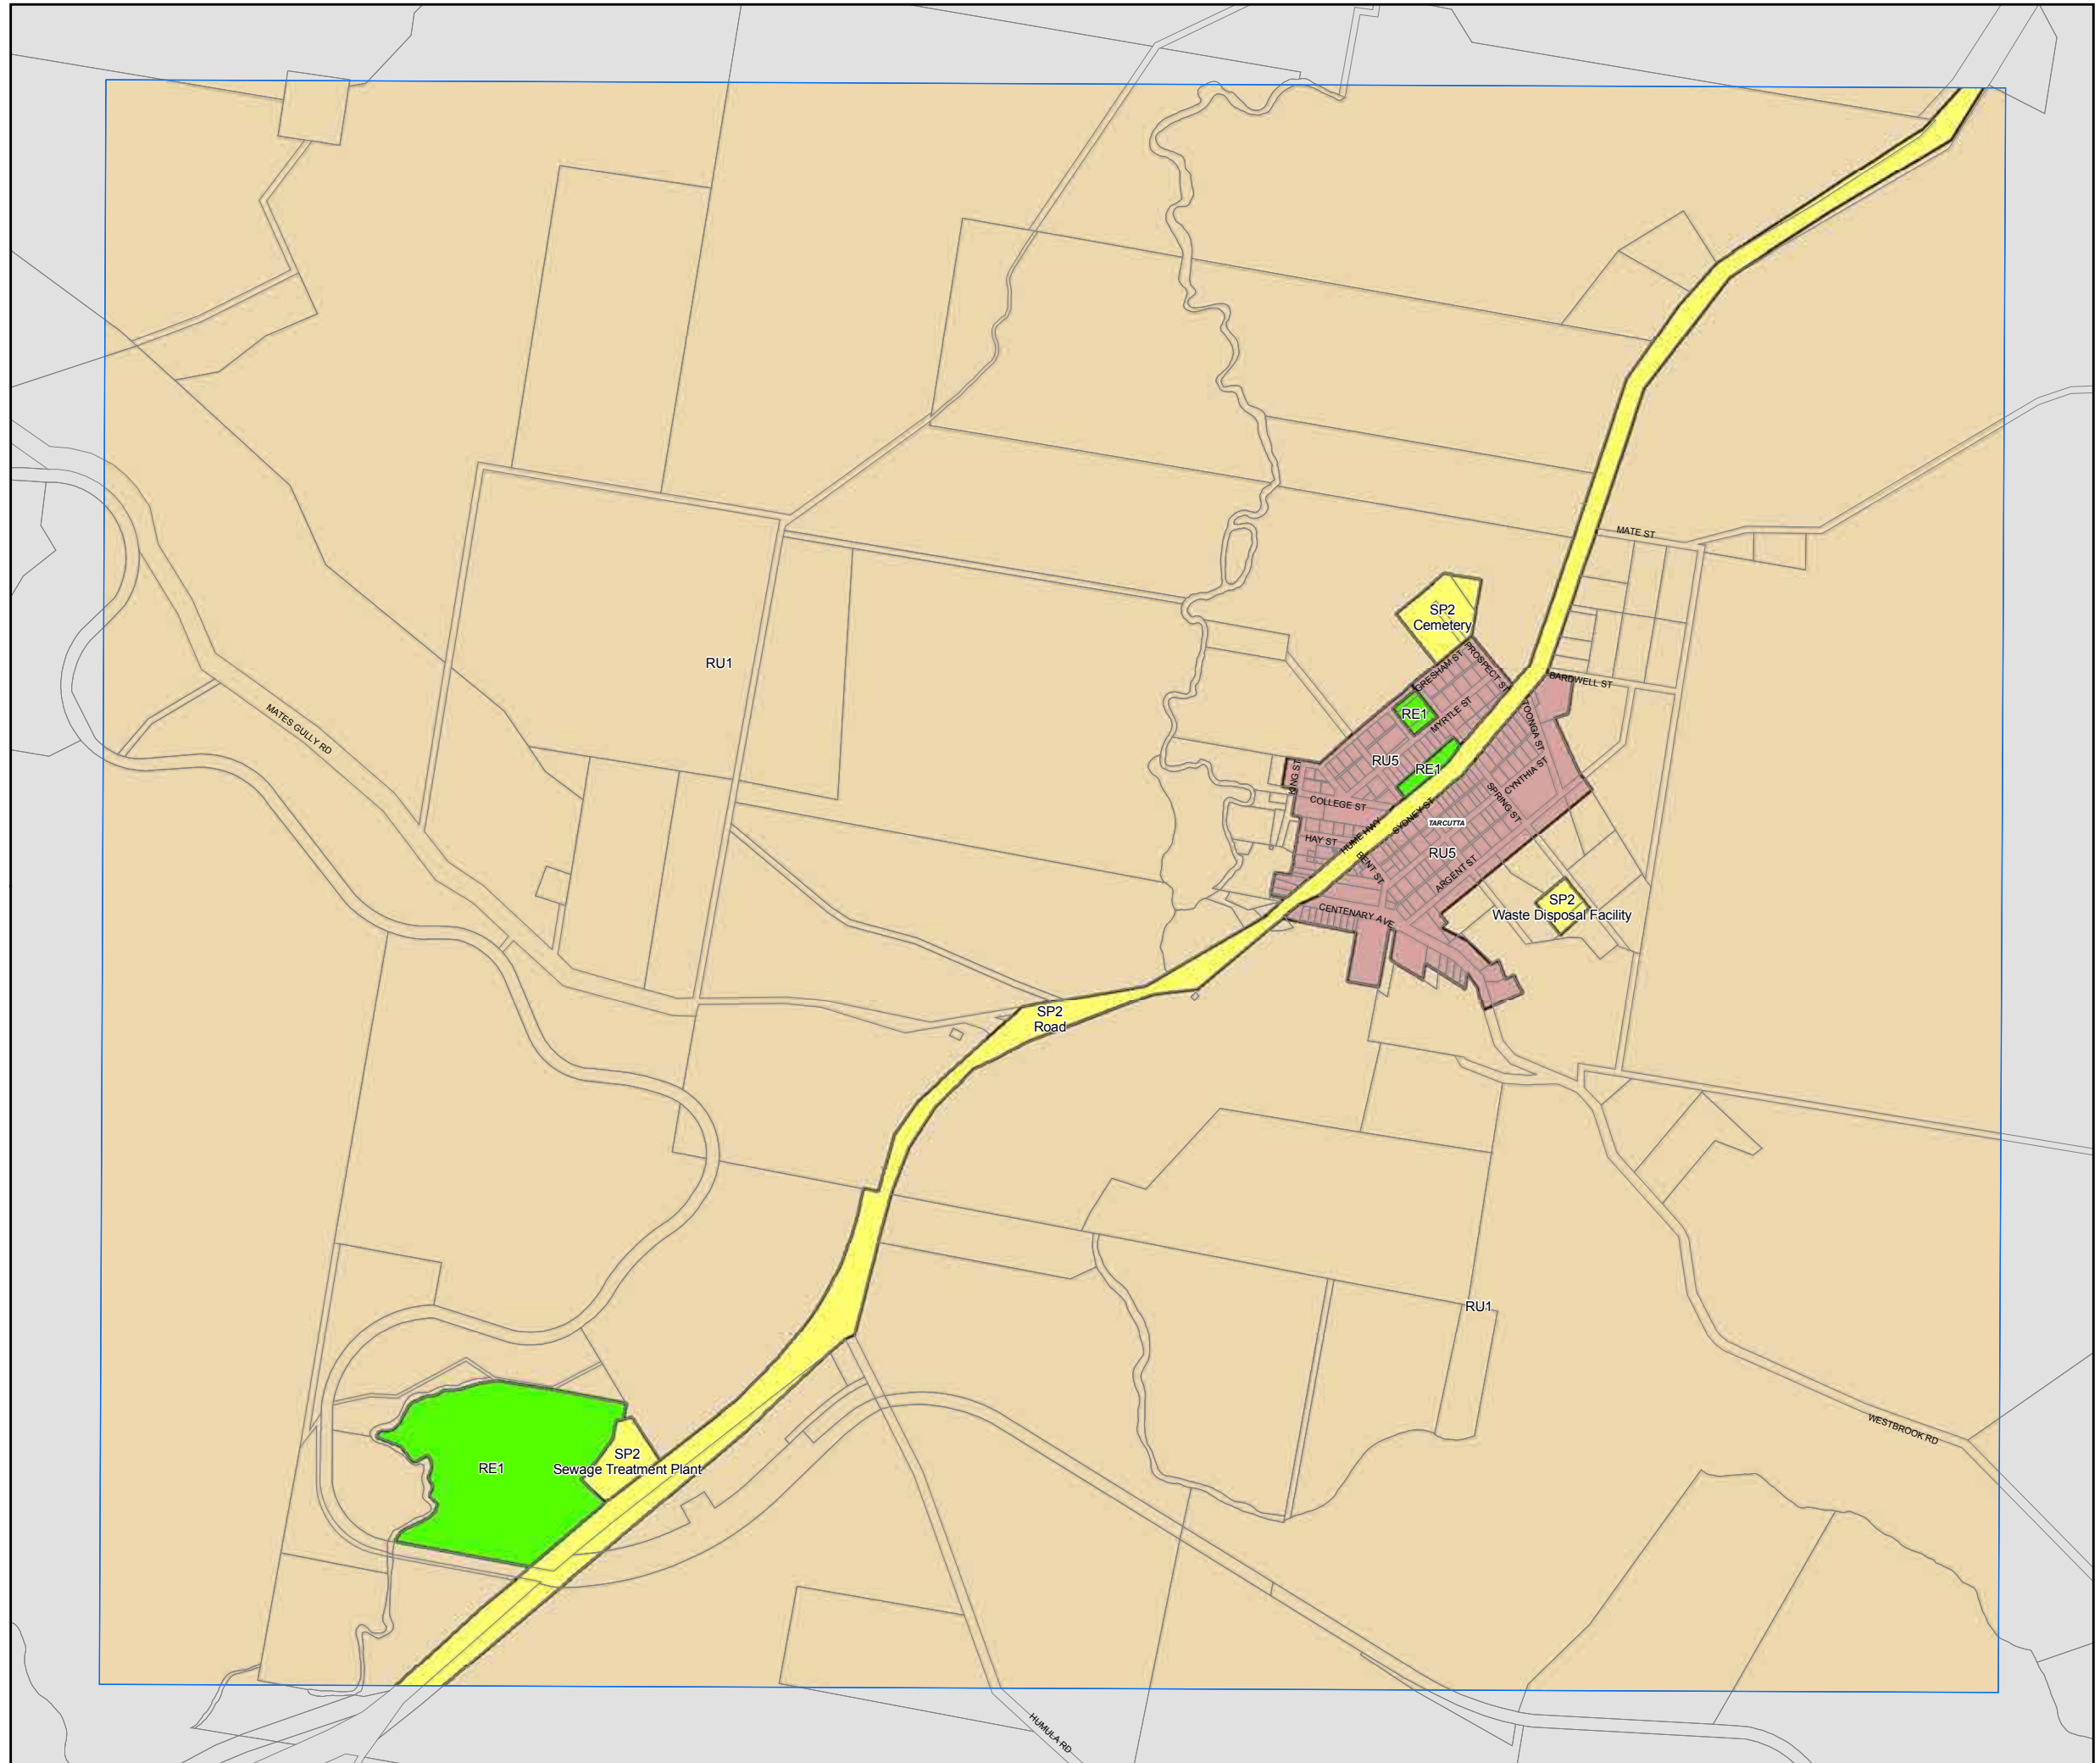 MATE ST
SP2
Cemetery
RU1
GRESHAM ST
PROSPECT ST
BARDWELL ST
MATES GULLY RD
RE1
MYRTLE ST
TOONGA ST
RU5
RE1
KING ST
COLLEGE ST
CYNTHIA ST
SPRING ST
SYDNEY ST
TARCUTTA
HUME HWY
HAY ST
RU5
BENT ST
ARGENT ST
SP2
Waste Disposal Facility
CENTENARY AVE
SP2
Road
RU1
WESTBROOK RD
SP2
Sewage Treatment Plant
RE1
HUMULA RD